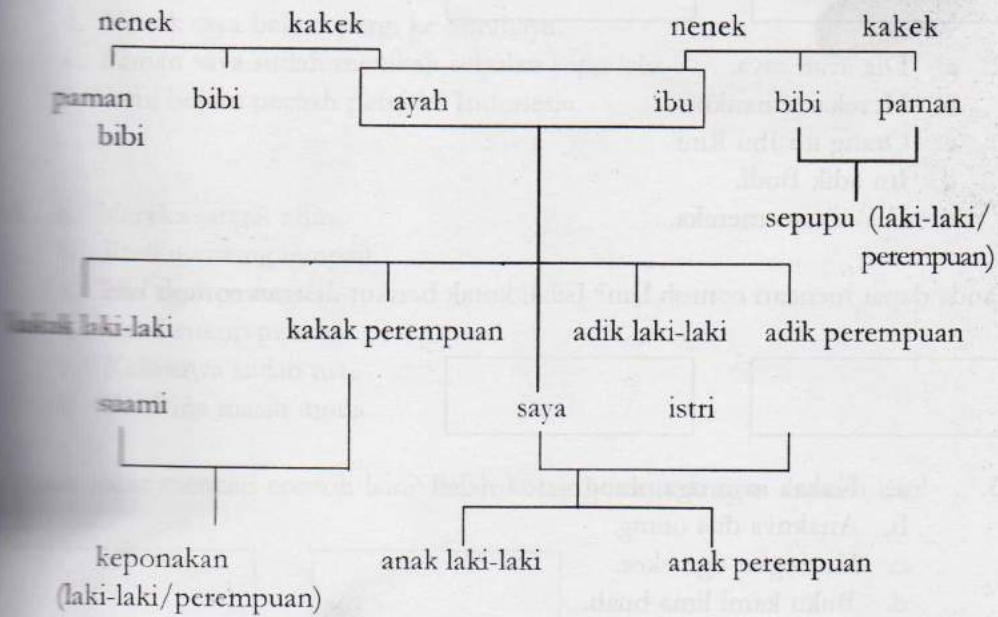 nenek kakek nenek kakek
paman bibi ayah ibu bibi paman
bibi
sepupu (laki-laki/
perempuan)
kakak laki-laki kakak perempuan adik laki-laki adik perempuan
suami saya istri
keponakan anak laki-laki anak perempuan
(laki-laki/perempuan)